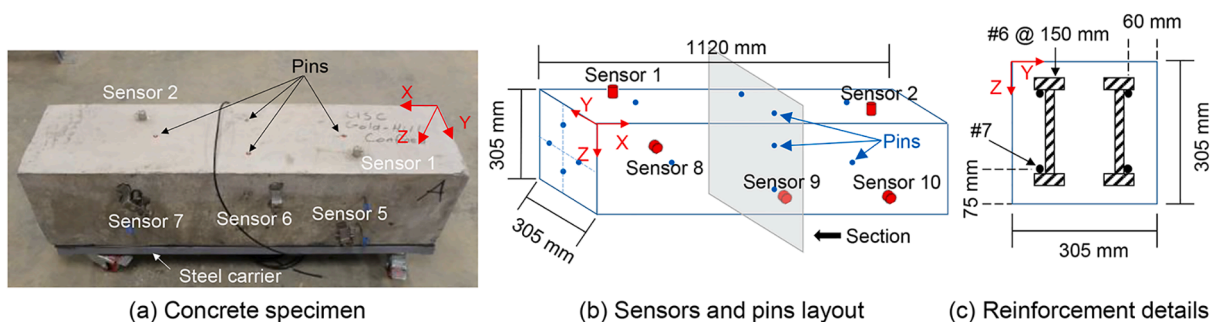 Pins
Sensor 2
X
Z
Y
USC
Sensor 1
A
Sensor 7
Sensor 6
Sensor 5
Steel carrier
(a) Concrete specimen
1120 mm
Sensor 1
Sensor 2
Y
X
Z
Pins
305 mm
Sensor 8
Sensor 9
Sensor 10
305 mm
Section
(b) Sensors and pins layout
60 mm
#6 @ 150 mm
Y
Z
#7
305 mm
75 mm
305 mm
(c) Reinforcement details